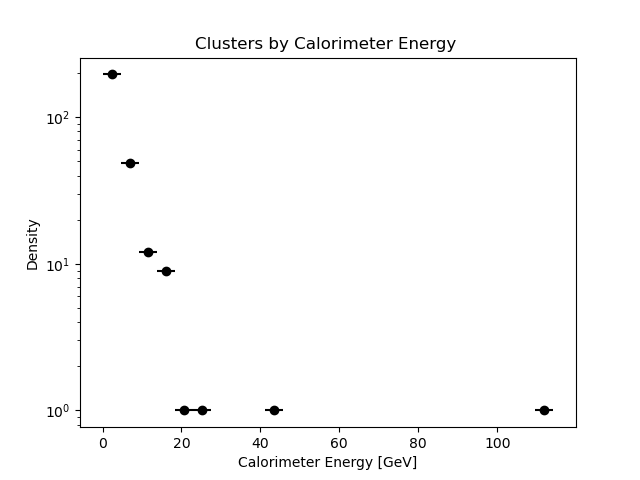 Clusters by Calorimeter Energy
Density
10²
10¹
10⁰
0 20 40 60 80 100
Calorimeter Energy [GeV]